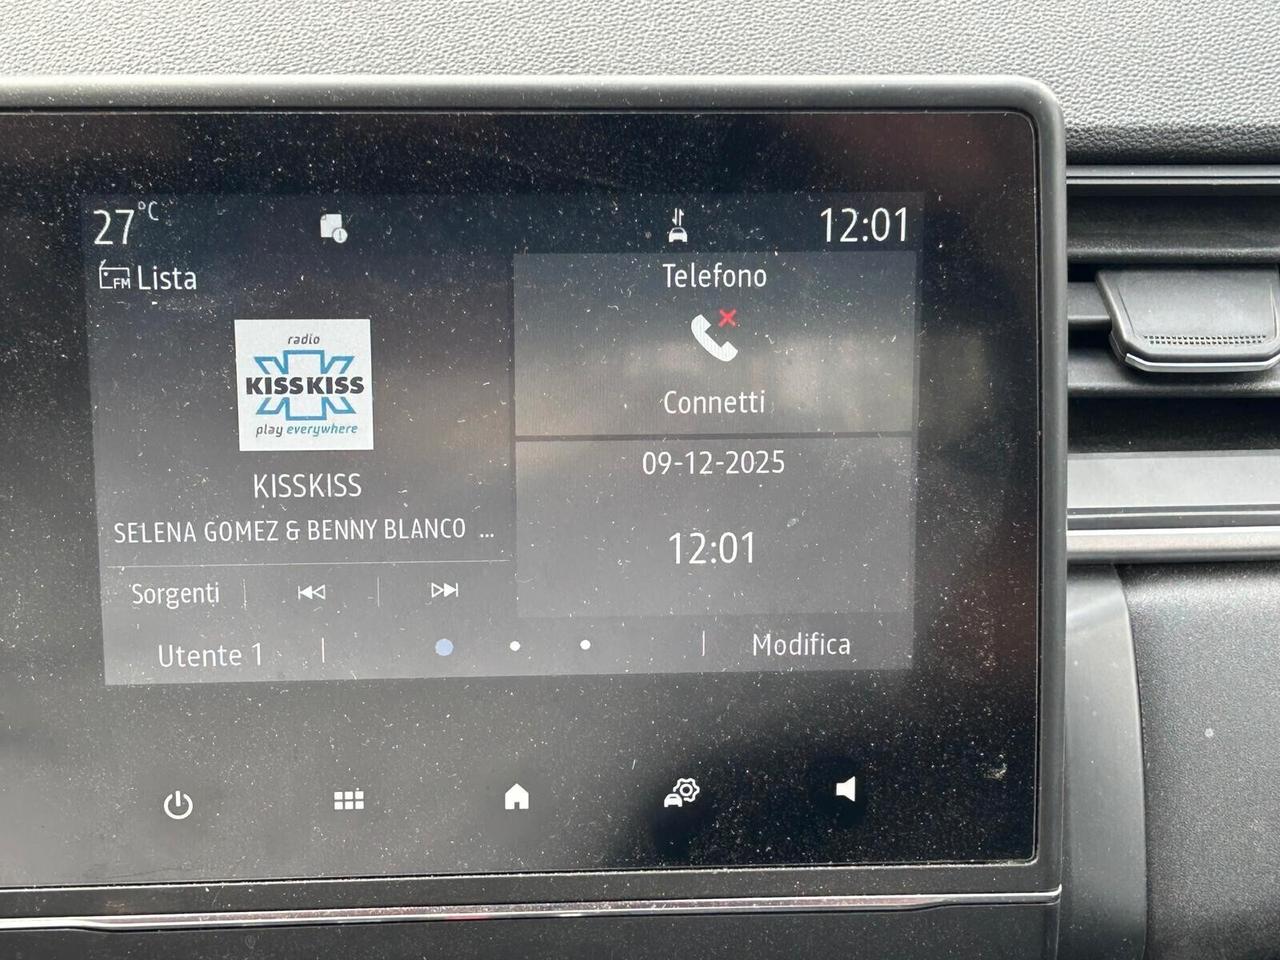 27°C
12:01
FM Lista
radio
KISSKISS
play everywhere
KISSKISS
SELENA GOMEZ & BENNY BLANCO ...
Sorgenti
Utente 1
Telefono
Connetti
09-12-2025
12:01
Modifica